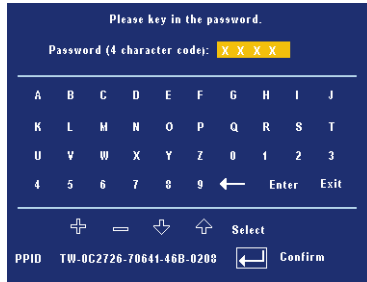 Please key in the password.
Password (4 character code): X X X X
A B C D E F G H I J
K L M N O P Q R S T
U V W X Y Z 0 1 2 3
4 5 6 7 8 9 ← Enter Exit
Select
PPID TW-0C2726-70641-46B-0208 Confirm